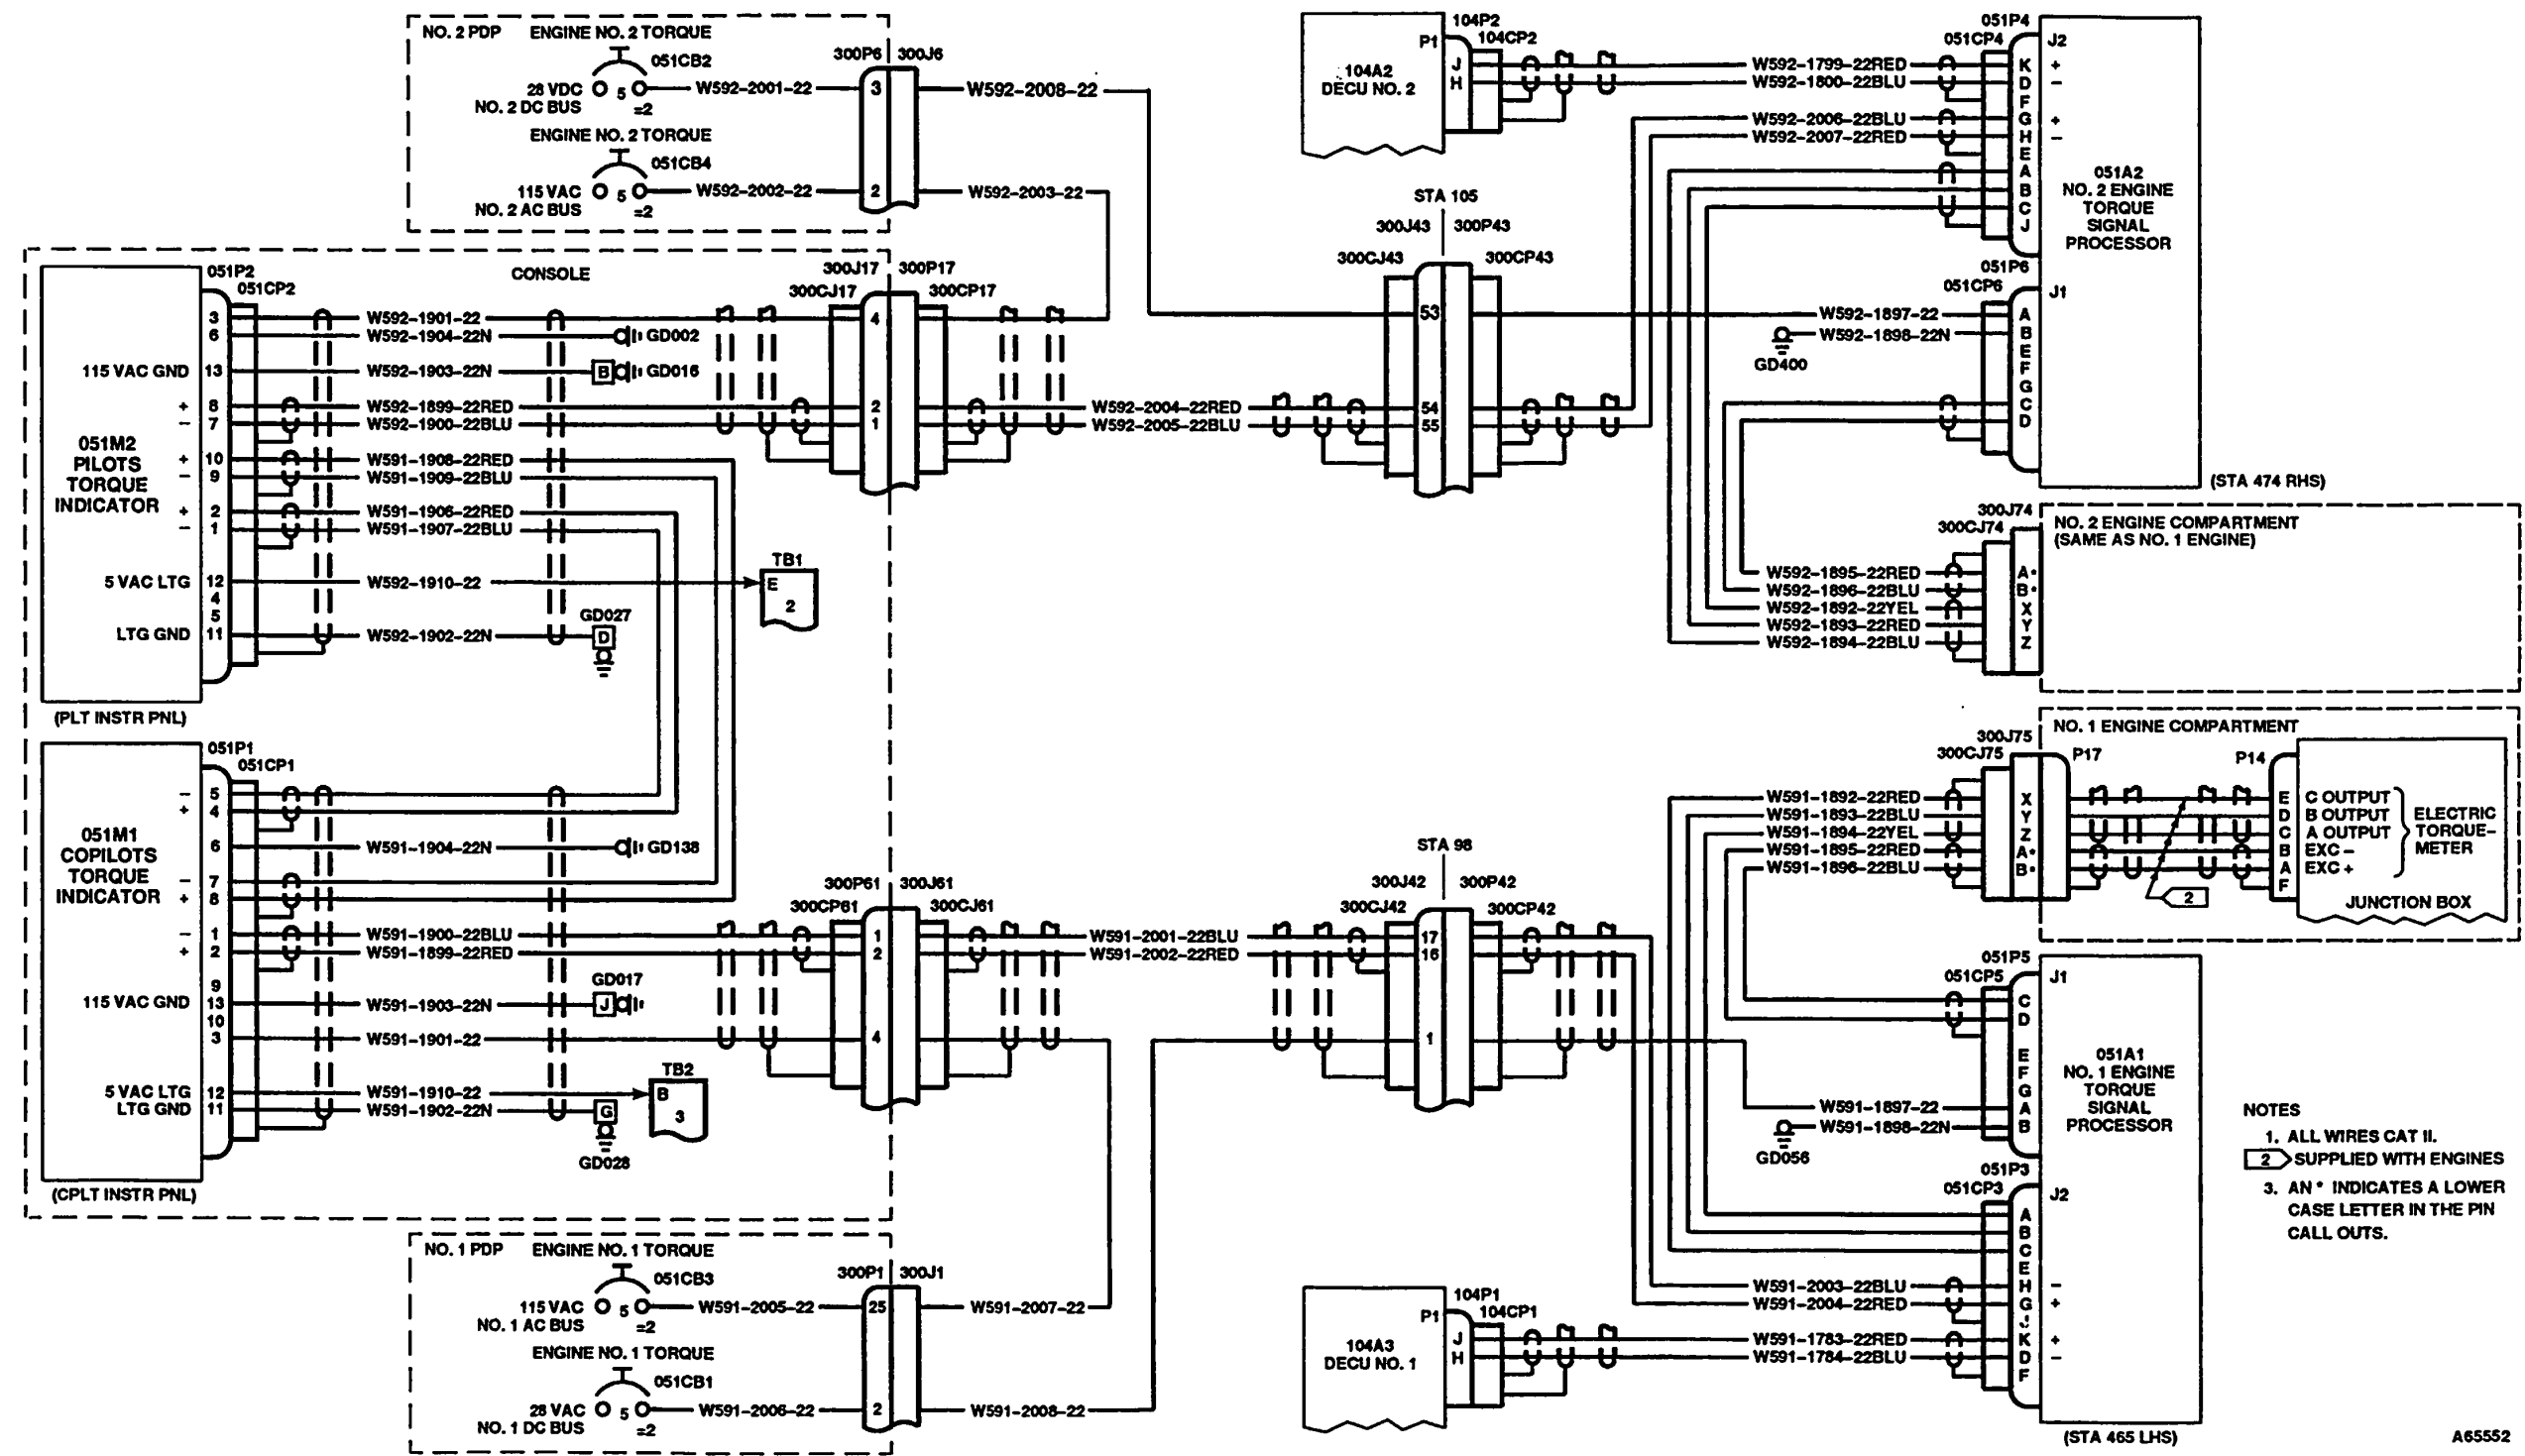 NO. 2 PDP
ENGINE NO. 2 TORQUE
051CB2
28 VDC
5
NO. 2 DC BUS
=2
W592-2001-22
ENGINE NO. 2 TORQUE
051CB4
115 VAC
5
NO. 2 AC BUS
=2
W592-2002-22
300P6
300J6
3
2
W592-2008-22
W592-2003-22
CONSOLE
051P2
051CP2
051M2
PILOTS
TORQUE
INDICATOR
(PLT INSTR PNL)
3
W592-1901-22
6
W592-1904-22N
GD002
115 VAC GND
13
W592-1903-22N
B
GD016
+
8
W592-1899-22RED
−
7
W592-1900-22BLU
+
10
W591-1908-22RED
−
9
W591-1909-22BLU
+
2
W591-1906-22RED
−
1
W591-1907-22BLU
5 VAC LTG
12
W592-1910-22
TB1
E
2
4
5
LTG GND
11
W592-1902-22N
GD027
D
300J17
300P17
300CJ17
300CP17
4
2
1
W592-2004-22RED
W592-2005-22BLU
051P1
051CP1
051M1
COPILOTS
TORQUE
INDICATOR
(CPLT INSTR PNL)
−
5
+
4
6
W591-1904-22N
GD138
−
7
+
8
−
1
W591-1900-22BLU
+
2
W591-1899-22RED
9
115 VAC GND
13
W591-1903-22N
GD017
J
10
3
W591-1901-22
5 VAC LTG
12
W591-1910-22
TB2
B
3
LTG GND
11
W591-1902-22N
G
GD028
300P61
300J61
300CP61
300CJ61
1
2
4
W591-2001-22BLU
W591-2002-22RED
NO. 1 PDP
ENGINE NO. 1 TORQUE
051CB3
115 VAC
5
NO. 1 AC BUS
=2
W591-2005-22
ENGINE NO. 1 TORQUE
051CB1
28 VAC
5
NO. 1 DC BUS
=2
W591-2006-22
300P1
300J1
25
2
W591-2007-22
W591-2008-22
104P2
P1
104CP2
104A2
DECU NO. 2
J
H
STA 105
300J43
300P43
300CJ43
300CP43
53
54
55
STA 98
300J42
300P42
300CJ42
300CP42
17
16
1
104P1
P1
104CP1
104A3
DECU NO. 1
J
H
051P4
051CP4
J2
W592-1799-22RED
K
+
W592-1800-22BLU
D
−
F
W592-2006-22BLU
G
+
W592-2007-22RED
H
−
E
A
B
C
J
051A2
NO. 2 ENGINE
TORQUE
SIGNAL
PROCESSOR
051P6
051CP6
J1
W592-1897-22
A
W592-1898-22N
B
GD400
E
F
G
C
D
(STA 474 RHS)
300J74
300CJ74
NO. 2 ENGINE COMPARTMENT
(SAME AS NO. 1 ENGINE)
W592-1895-22RED
A*
W592-1896-22BLU
B*
W592-1892-22YEL
X
W592-1893-22RED
Y
W592-1894-22BLU
Z
NO. 1 ENGINE COMPARTMENT
300J75
300CJ75
P17
P14
W591-1892-22RED
X
W591-1893-22BLU
Y
W591-1894-22YEL
Z
W591-1895-22RED
A*
W591-1896-22BLU
B*
2
E
C OUTPUT
D
B OUTPUT
C
A OUTPUT
B
EXC −
A
EXC +
F
ELECTRIC
TORQUE-
METER
JUNCTION BOX
051P5
051CP5
J1
C
D
E
F
G
W591-1897-22
A
W591-1898-22N
B
GD056
051A1
NO. 1 ENGINE
TORQUE
SIGNAL
PROCESSOR
051P3
051CP3
J2
A
B
C
E
W591-2003-22BLU
H
−
W591-2004-22RED
G
+
J
W591-1783-22RED
K
+
W591-1784-22BLU
D
−
F
(STA 465 LHS)
NOTES
1. ALL WIRES CAT II.
2 SUPPLIED WITH ENGINES
3. AN * INDICATES A LOWER
CASE LETTER IN THE PIN
CALL OUTS.
A65552